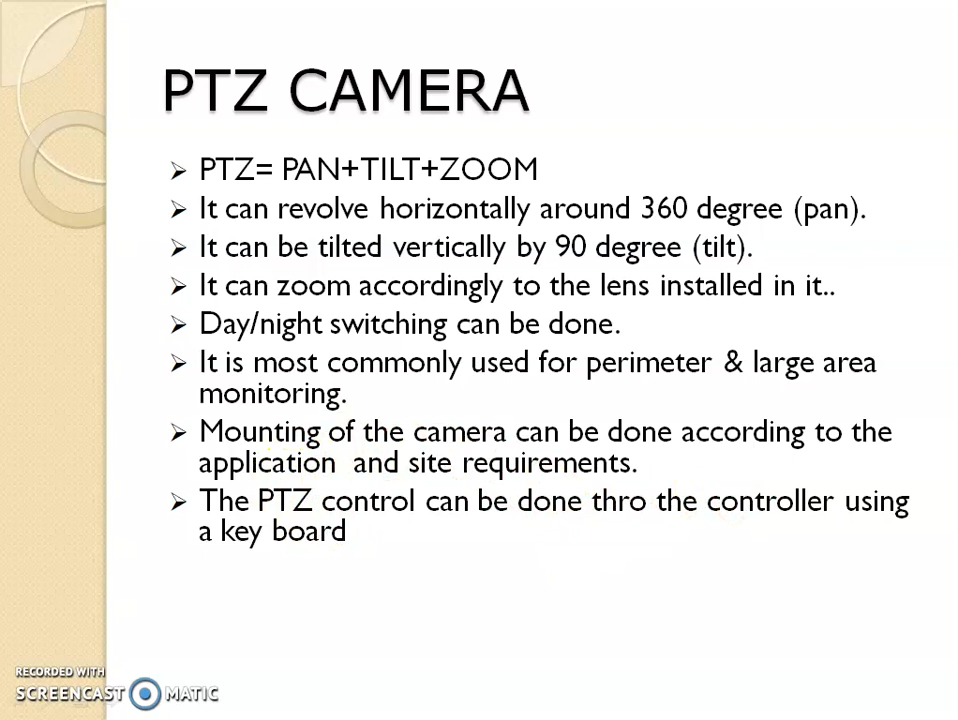 PTZ CAMERA
➢ PTZ= PAN+TILT+ZOOM
➢ It can revolve horizontally around 360 degree (pan).
➢ It can be tilted vertically by 90 degree (tilt).
➢ It can zoom accordingly to the lens installed in it..
➢ Day/night switching can be done.
➢ It is most commonly used for perimeter & large area
monitoring.
➢ Mounting of the camera can be done according to the
application and site requirements.
➢ The PTZ control can be done thro the controller using
a key board
RECORDED WITH
SCREENCAST MATIC